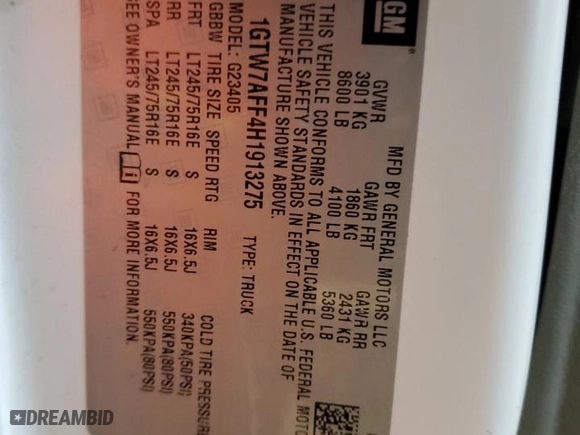 GM
MFD BY GENERAL MOTORS LLC
GVWR GAWR FRT GAWR RR
3901 KG 1860 KG 2431 KG
8600 LB 4100 LB 5360 LB
THIS VEHICLE CONFORMS TO ALL APPLICABLE U.S. FEDERAL MOTO
VEHICLE SAFETY STANDARDS IN EFFECT ON THE DATE OF
MANUFACTURE SHOWN ABOVE.
1GTW7AFF4H1913275 TYPE: TRUCK
MODEL: G23405
GBBW TIRE SIZE SPEED RTG RIM COLD TIRE PRESSURE
FRT LT245/75R16E S 16X6.5J 340KPA(50PSI)
RR LT245/75R16E S 16X6.5J 550KPA(80PSI)
SPA LT245/75R16E S 16X6.5J 550KPA(80PSI)
SEE OWNER'S MANUAL i FOR MORE INFORMATION.
DREAMBID